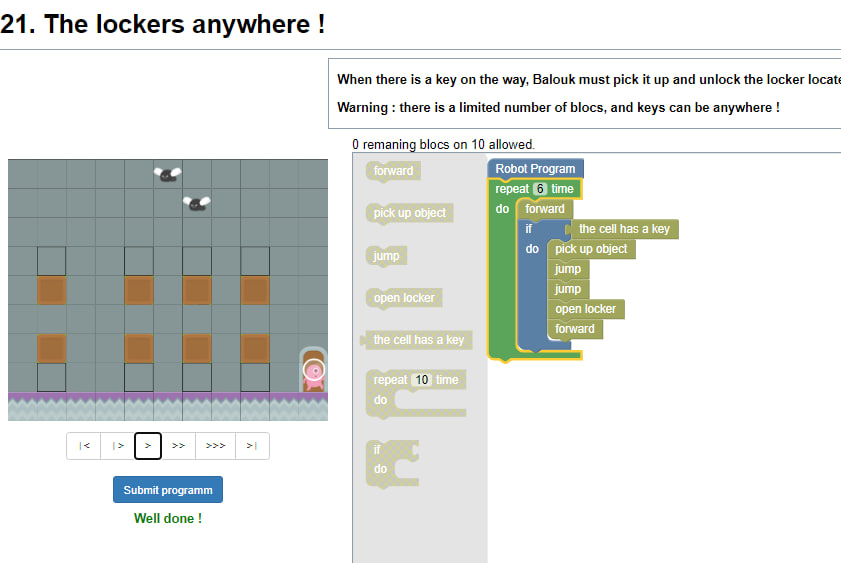 21. The lockers anywhere !
When there is a key on the way, Balouk must pick it up and unlock the locker locate
Warning : there is a limited number of blocs, and keys can be anywhere !
0 remaning blocs on 10 allowed.
forward
pick up object
jump
open locker
the cell has a key
repeat 10 time
do
if
do
Robot Program
repeat 6 time
do forward
if the cell has a key
do pick up object
jump
jump
open locker
forward
|< |> > >> >>> >|
Submit programm
Well done !